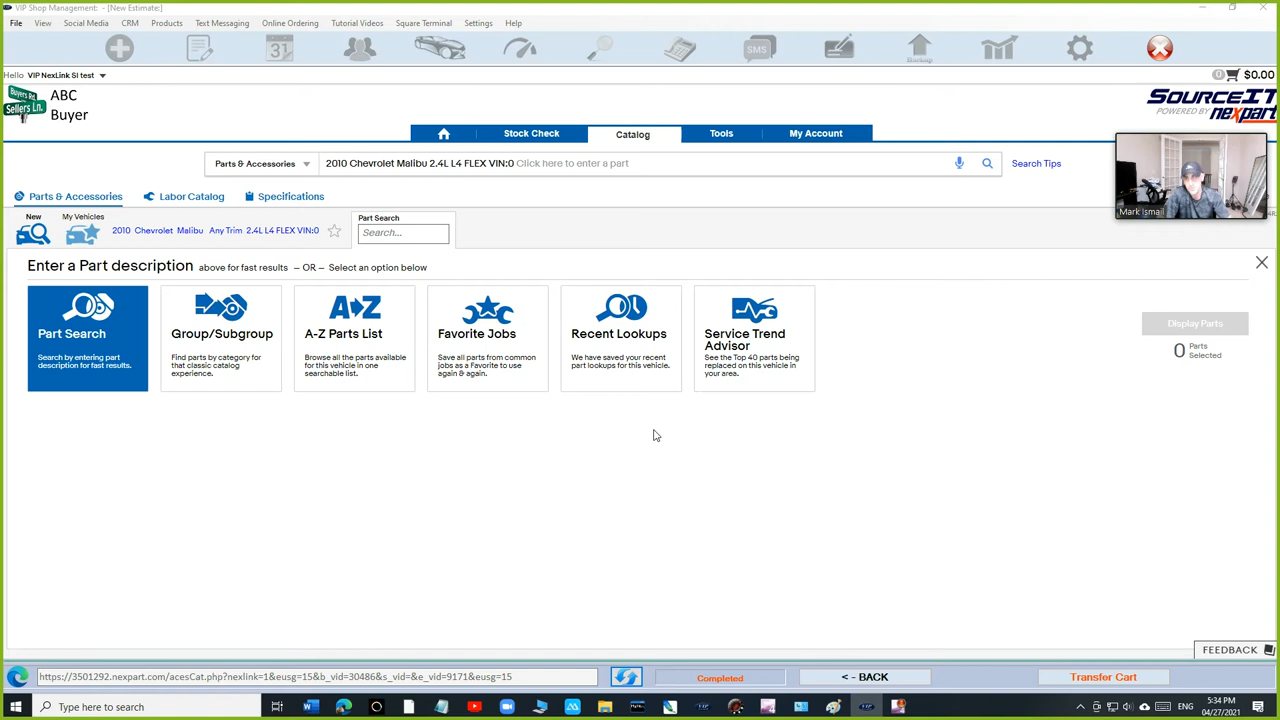 VIP Shop Management: - [New Estimate:]
File View Social Media CRM Products Text Messaging Online Ordering Tutorial Videos Square Terminal Settings Help
31
SMS
Backup
Hello VIP NexLink SI test
0 $0.00
Buyers Rd.
Sellers Ln.
ABC
Buyer
SOURCEIT
POWERED BY nexpart
Stock Check Catalog Tools My Account
Parts & Accessories 2010 Chevrolet Malibu 2.4L L4 FLEX VIN:0 Click here to enter a part Search Tips
Parts & Accessories Labor Catalog Specifications
Mark Ismail
New My Vehicles 2010 Chevrolet Malibu Any Trim 2.4L L4 FLEX VIN:0
Part Search
Search...
Enter a Part description above for fast results – OR – Select an option below
Part Search
Search by entering part
description for fast results.
Group/Subgroup
Find parts by category for
that classic catalog
experience.
A-Z
A-Z Parts List
Browse all the parts available
for this vehicle in one
searchable list.
Favorite Jobs
Save all parts from common
jobs as a Favorite to use
again & again.
Recent Lookups
We have saved your recent
part lookups for this vehicle.
Service Trend
Advisor
See the Top 40 parts being
replaced on this vehicle in
your area.
Display Parts
0 Parts
Selected
FEEDBACK
https://3501292.nexpart.com/acesCat.php?nexlink=1&eusg=15&b_vid=30486&s_vid=&e_vid=9171&eusg=15
Completed
< - BACK
Transfer Cart
Type here to search
5:34 PM
04/27/2021